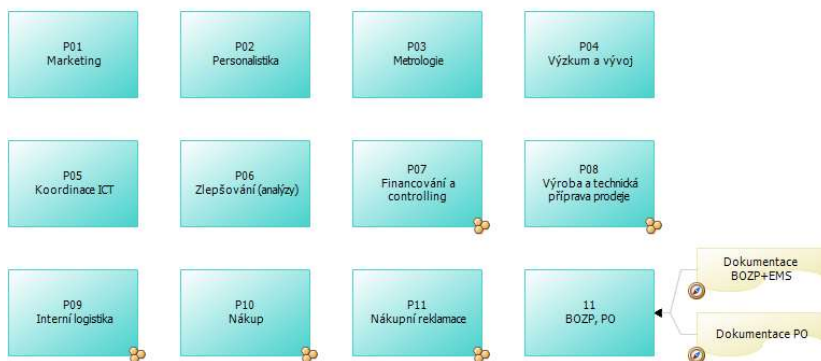 P01
Marketing
P02
Personalistika
P03
Metrologie
P04
Výzkum a vývoj
P05
Koordinace ICT
P06
Zlepšování (analýzy)
P07
Financování a
controlling
P08
Výroba a technická
příprava prodeje
P09
Interní logistika
P10
Nákup
P11
Nákupní reklamace
11
BOZP, PO
Dokumentace
BOZP+EMS
Dokumentace PO